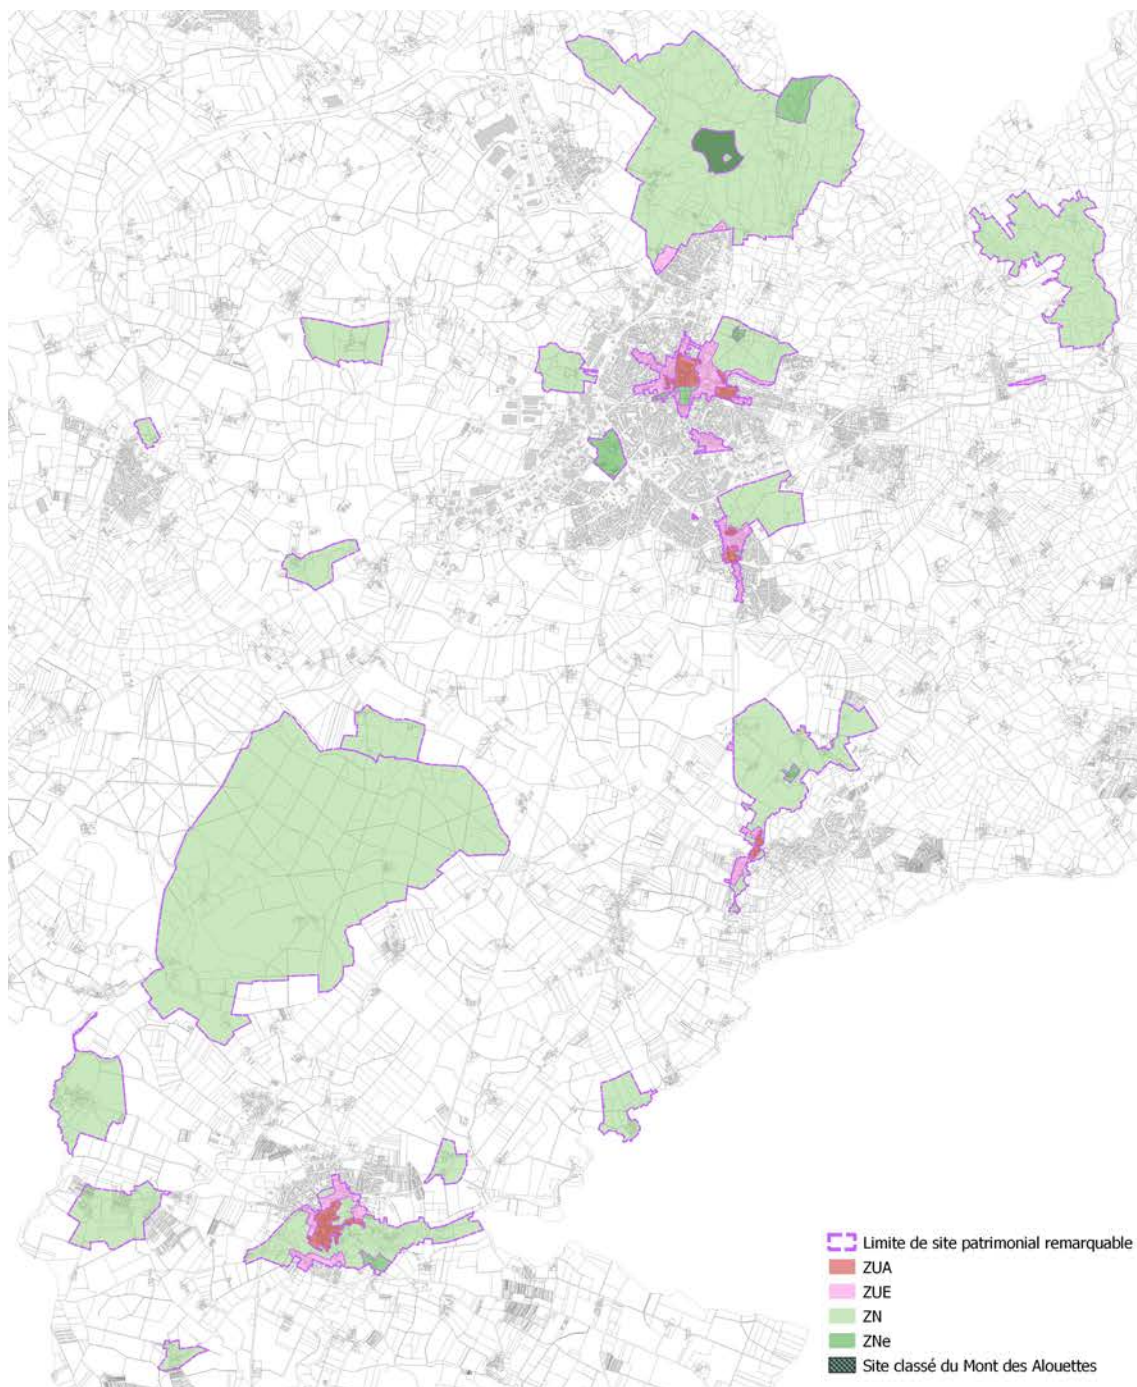 Limite de site patrimonial remarquable
ZUA
ZUE
ZN
ZNe
Site classé du Mont des Alouettes